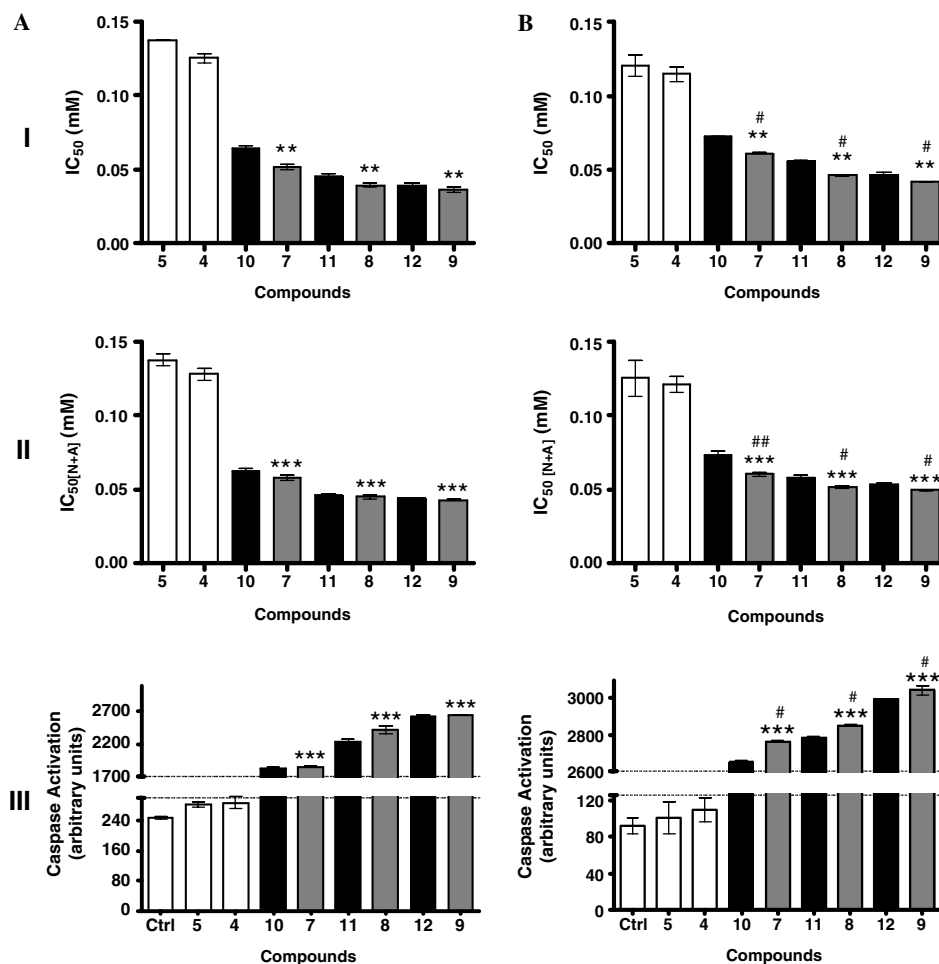 A
I
IC50 (mM)
0.15
0.10
0.05
0.00
** ** **
5 4 10 7 11 8 12 9
Compounds
B
IC50 (mM)
0.15
0.10
0.05
0.00
# # #
** ** **
5 4 10 7 11 8 12 9
Compounds
II
IC50[N+A] (mM)
0.15
0.10
0.05
0.00
*** *** ***
5 4 10 7 11 8 12 9
Compounds
IC50 [N+A] (mM)
0.15
0.10
0.05
0.00
## # #
*** *** ***
5 4 10 7 11 8 12 9
Compounds
III
Caspase Activation
(arbitrary units)
2700
2200
1700
240
160
80
0
*** *** ***
Ctrl 5 4 10 7 11 8 12 9
Compounds
Caspase Activation
(arbitrary units)
3000
2800
2600
120
80
40
0
# # #
*** *** ***
Ctrl 5 4 10 7 11 8 12 9
Compounds